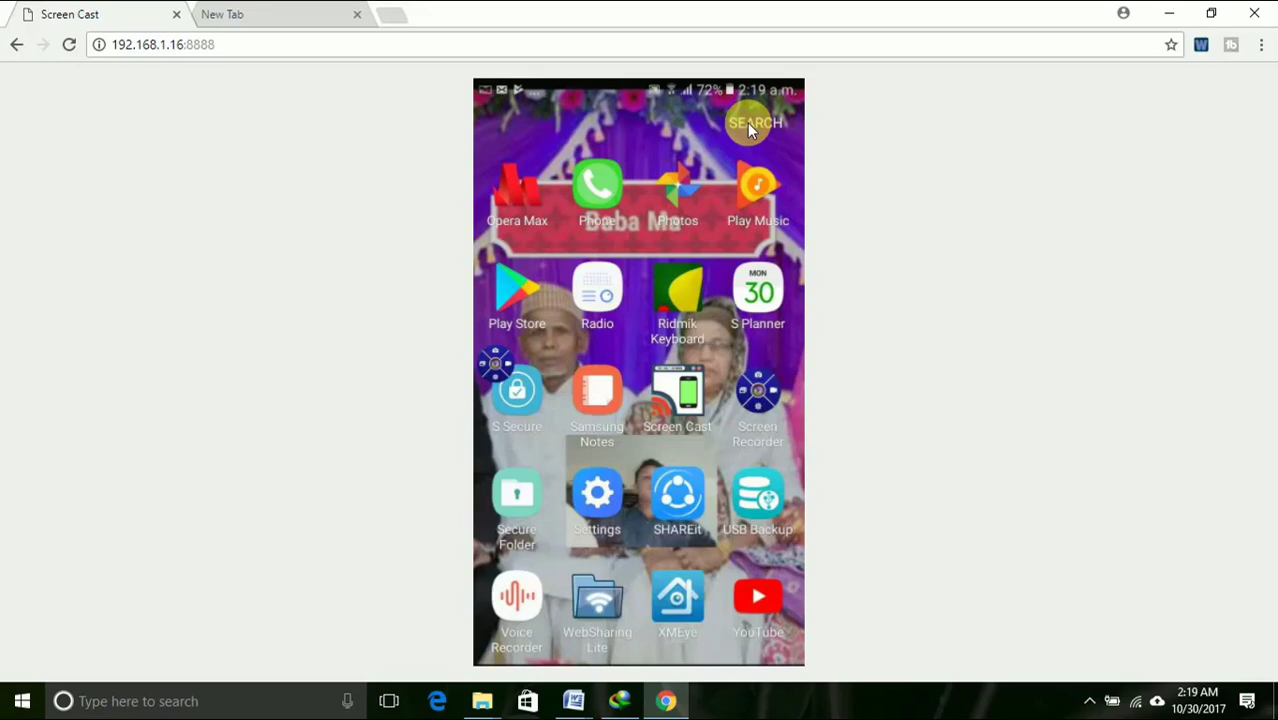 Screen Cast
New Tab
192.168.1.16:8888
72% 2:19 a.m.
SEARCH
Opera Max
Phone
Photos
Play Music
Baba Ma
Play Store
Radio
Ridmik
Keyboard
MON
30
S Planner
S Secure
Samsung
Notes
Screen Cast
Screen
Recorder
Secure
Folder
Settings
SHAREit
USB Backup
Voice
Recorder
WebSharing
Lite
XMEye
YouTube
Type here to search
2:19 AM
10/30/2017